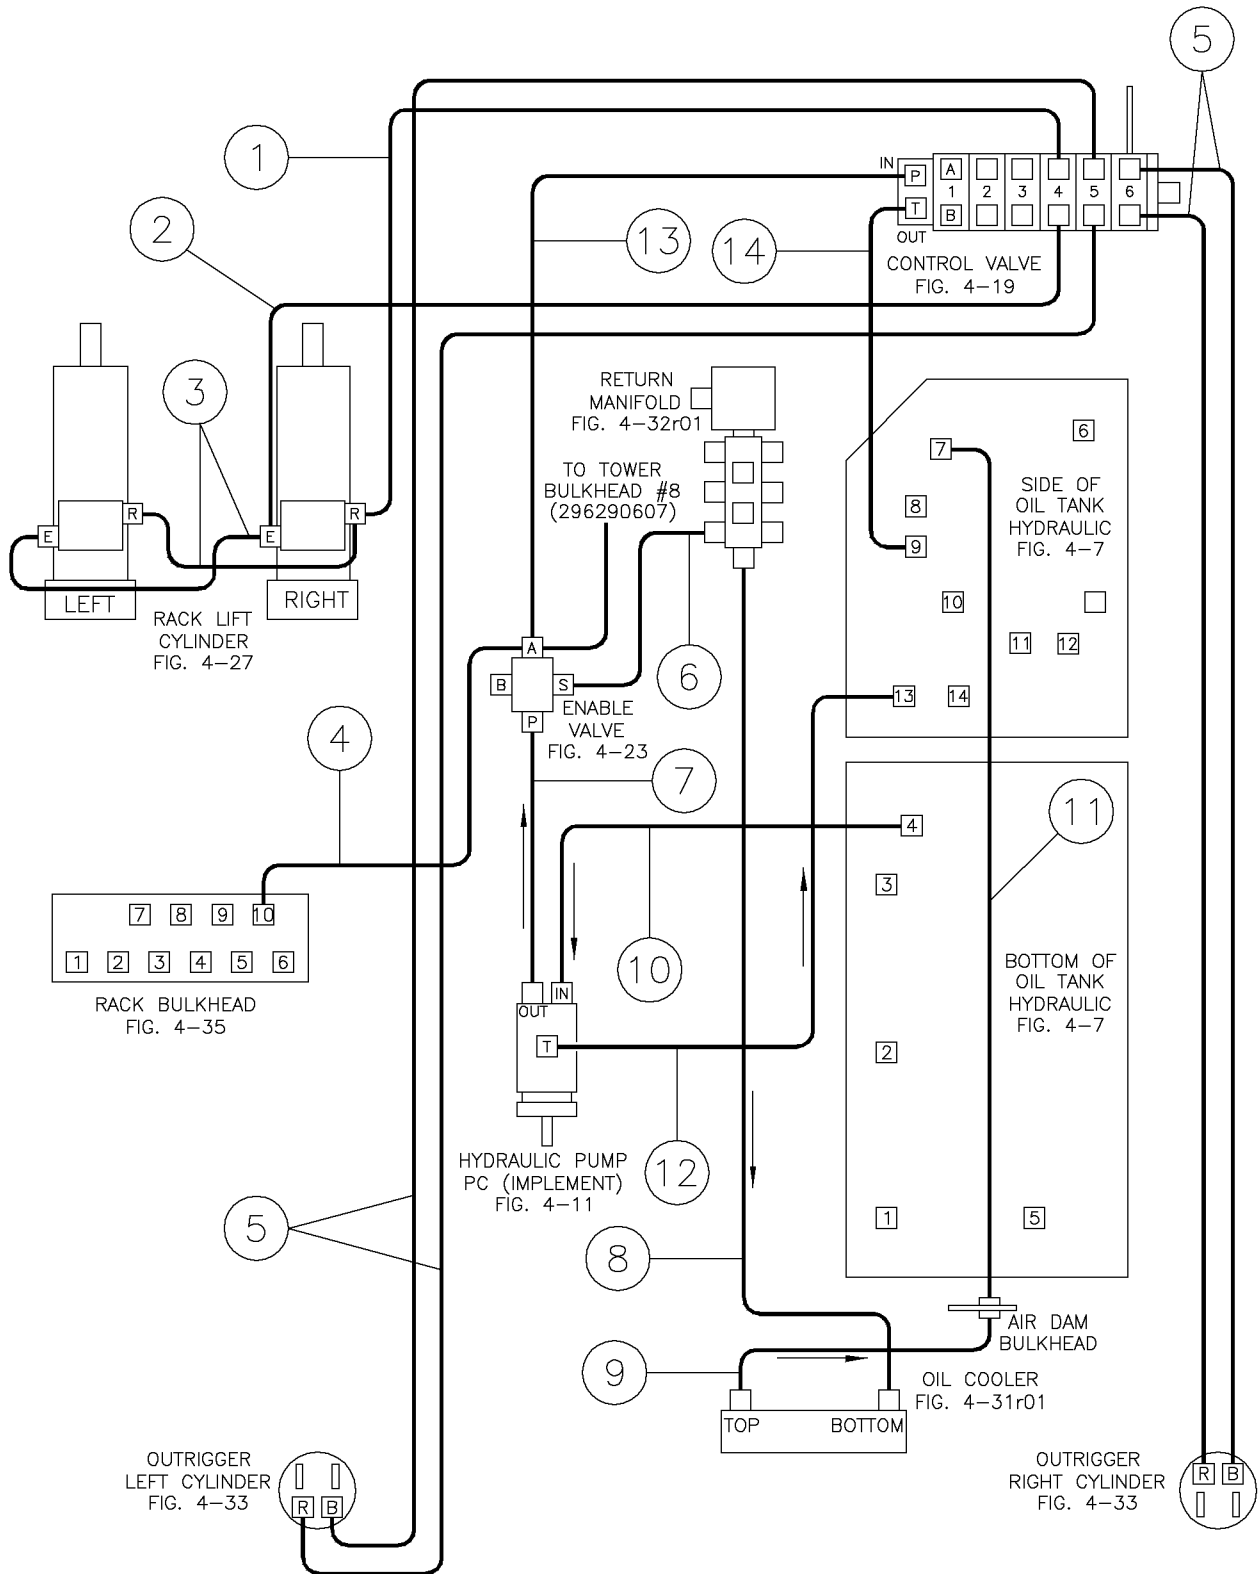 5
1
IN
P
A
1
2
3
4
5
6
T
B
OUT
2
13
14
CONTROL VALVE
FIG. 4-19
3
RETURN
MANIFOLD
FIG. 4-32r01
7
6
TO TOWER
BULKHEAD #8
(296290607)
SIDE OF
OIL TANK
HYDRAULIC
FIG. 4-7
8
9
R
R
E
E
LEFT
RIGHT
10
11
12
RACK LIFT
CYLINDER
FIG. 4-27
A
B
S
P
6
13
14
ENABLE
VALVE
FIG. 4-23
4
7
11
4
3
7
8
9
10
1
2
3
4
5
6
RACK BULKHEAD
FIG. 4-35
10
BOTTOM OF
OIL TANK
HYDRAULIC
FIG. 4-7
OUT
IN
T
2
HYDRAULIC PUMP
PC (IMPLEMENT)
FIG. 4-11
12
5
8
1
5
AIR DAM
BULKHEAD
9
OIL COOLER
FIG. 4-31r01
TOP
BOTTOM
OUTRIGGER
LEFT CYLINDER
FIG. 4-33
R
B
OUTRIGGER
RIGHT CYLINDER
FIG. 4-33
R
B